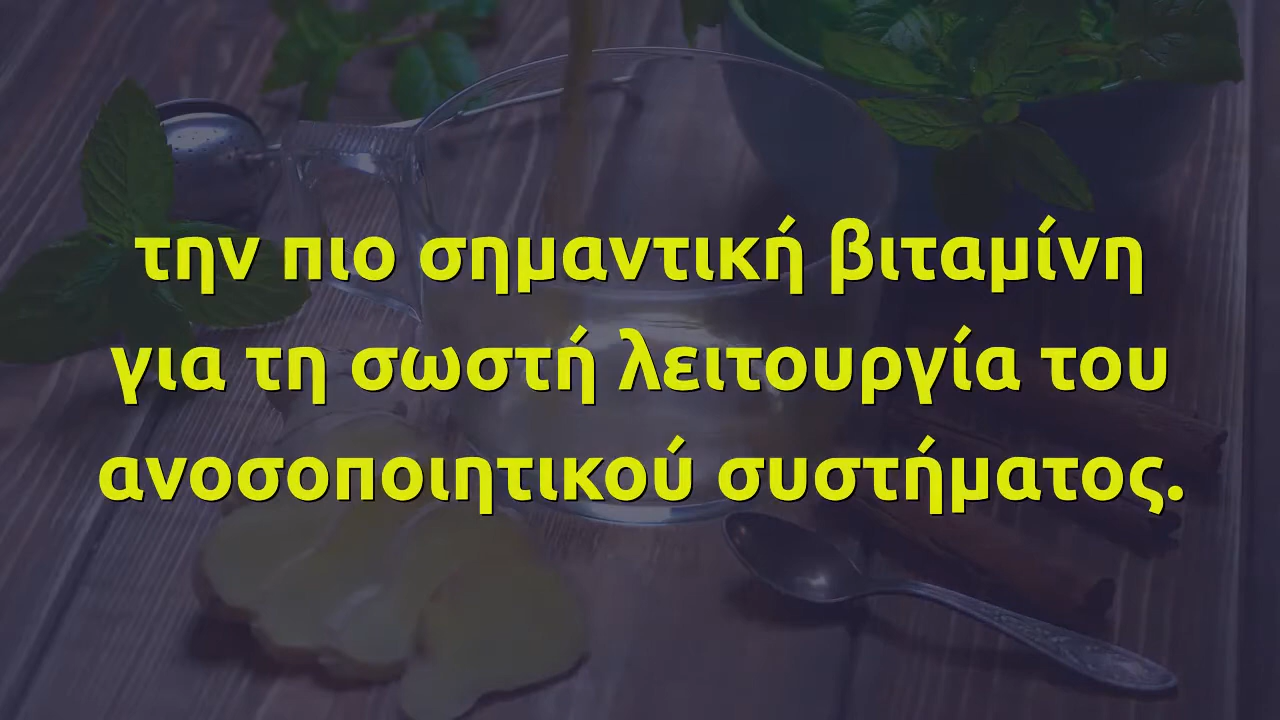 την πιο σημαντική βιταμίνη
για τη σωστή λειτουργία του
ανοσοποιητικού συστήματος.